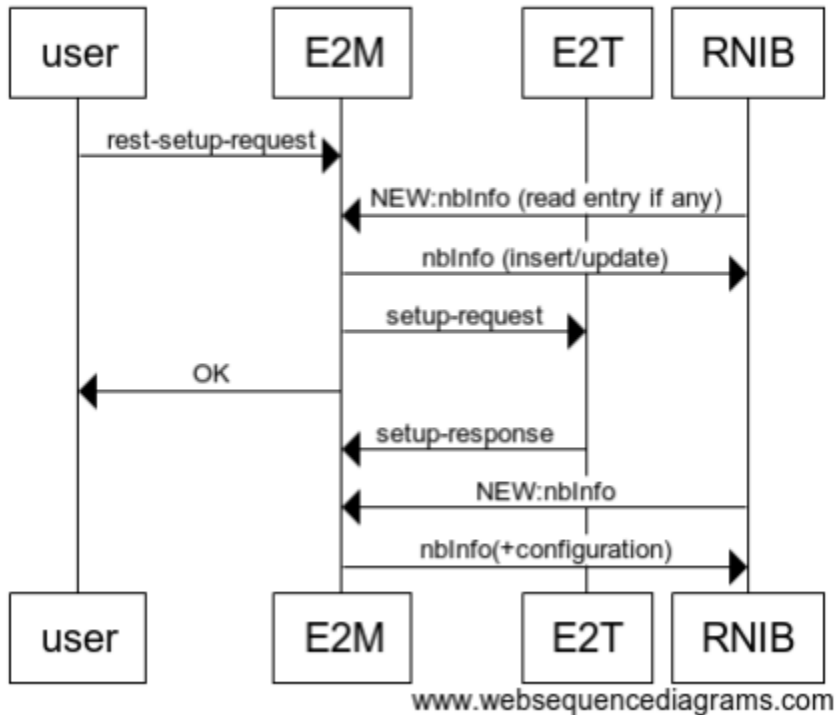 user E2M E2T RNIB
rest-setup-request
NEW:nbInfo (read entry if any)
nbInfo (insert/update)
setup-request
OK
setup-response
NEW:nbInfo
nbInfo(+configuration)
user E2M E2T RNIB
www.websequencediagrams.com